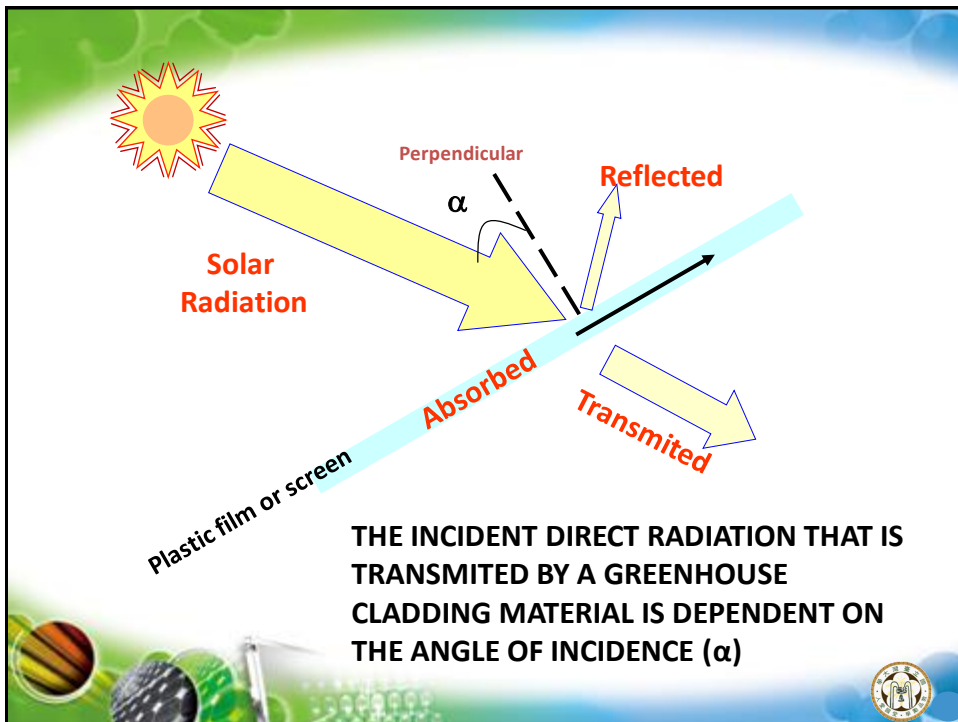 Perpendicular
α
Reflected
Solar
Radiation
Absorbed
Transmited
Plastic film or screen
THE INCIDENT DIRECT RADIATION THAT IS
TRANSMITED BY A GREENHOUSE
CLADDING MATERIAL IS DEPENDENT ON
THE ANGLE OF INCIDENCE (α)